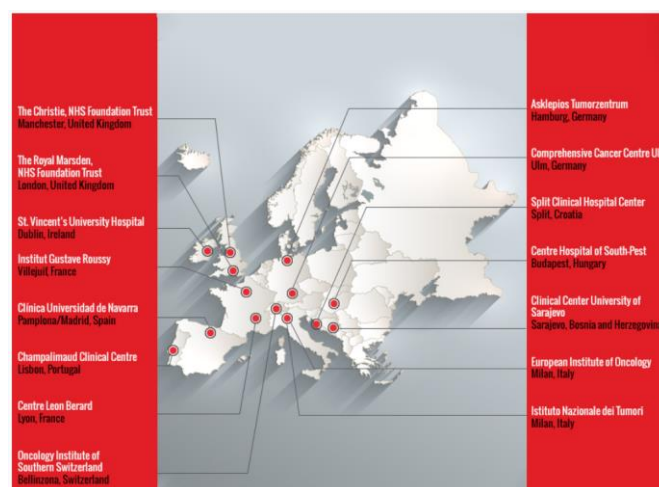 The Christie, NHS Foundation Trust
Manchester, United Kingdom
The Royal Marsden,
NHS Foundation Trust
London, United Kingdom
St. Vincent's University Hospital
Dublin, Ireland
Institut Gustave Roussy
Villejuif, France
Clínica Universidad de Navarra
Pamplona/Madrid, Spain
Champalimaud Clinical Centre
Lisbon, Portugal
Centre Leon Berard
Lyon, France
Oncology Institute of
Southern Switzerland
Bellinzona, Switzerland
Asklepios Tumorzentrum
Hamburg, Germany
Comprehensive Cancer Centre Ul
Ulm, Germany
Split Clinical Hospital Center
Split, Croatia
Centre Hospital of South-Pest
Budapest, Hungary
Clinical Center University of
Sarajevo
Sarajevo, Bosnia and Herzegovin
European Institute of Oncology
Milan, Italy
Istituto Nazionale dei Tumori
Milan, Italy